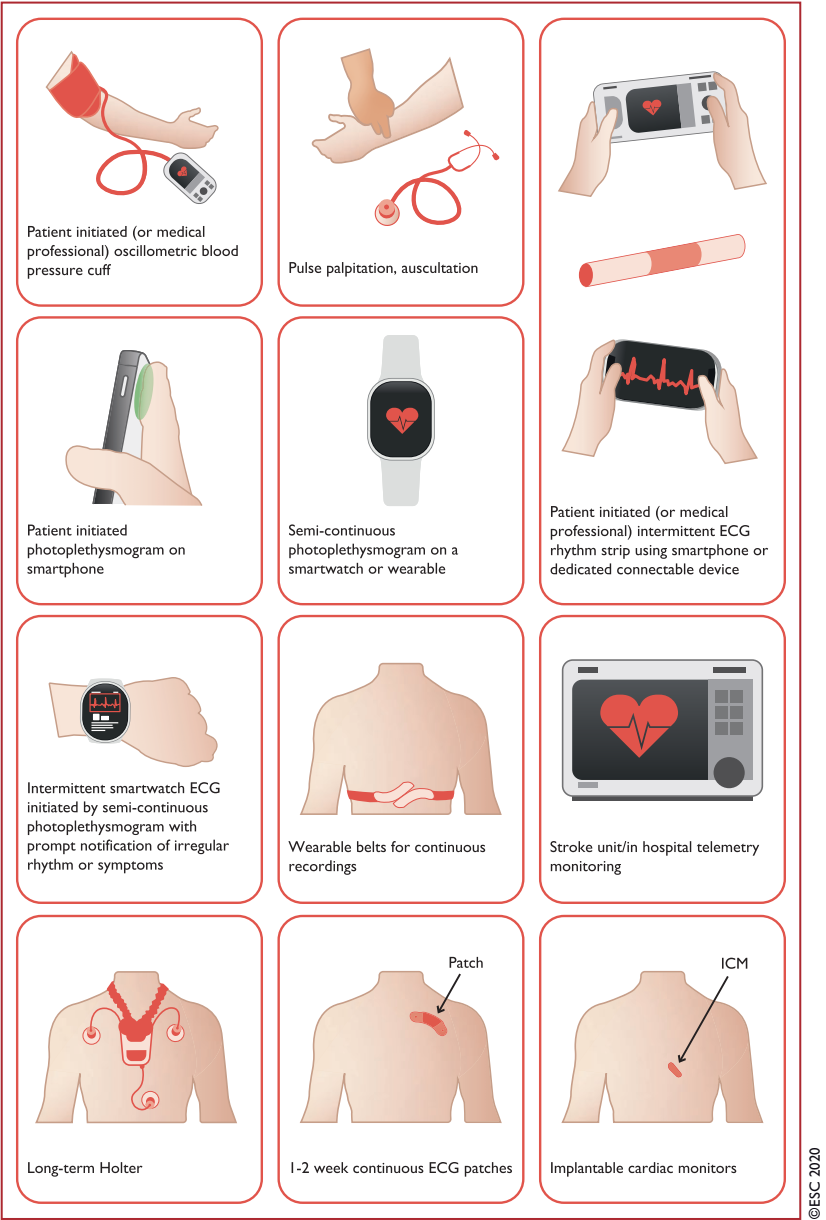 Patient initiated (or medical
professional) oscillometric blood
pressure cuff
Pulse palpitation, auscultation
Patient initiated
photoplethysmogram on
smartphone
Semi-continuous
photoplethysmogram on a
smartwatch or wearable
Patient initiated (or medical
professional) intermittent ECG
rhythm strip using smartphone or
dedicated connectable device
Intermittent smartwatch ECG
initiated by semi-continuous
photoplethysmogram with
prompt notification of irregular
rhythm or symptoms
Wearable belts for continuous
recordings
Stroke unit/in hospital telemetry
monitoring
Long-term Holter
Patch
1-2 week continuous ECG patches
ICM
Implantable cardiac monitors
©ESC 2020